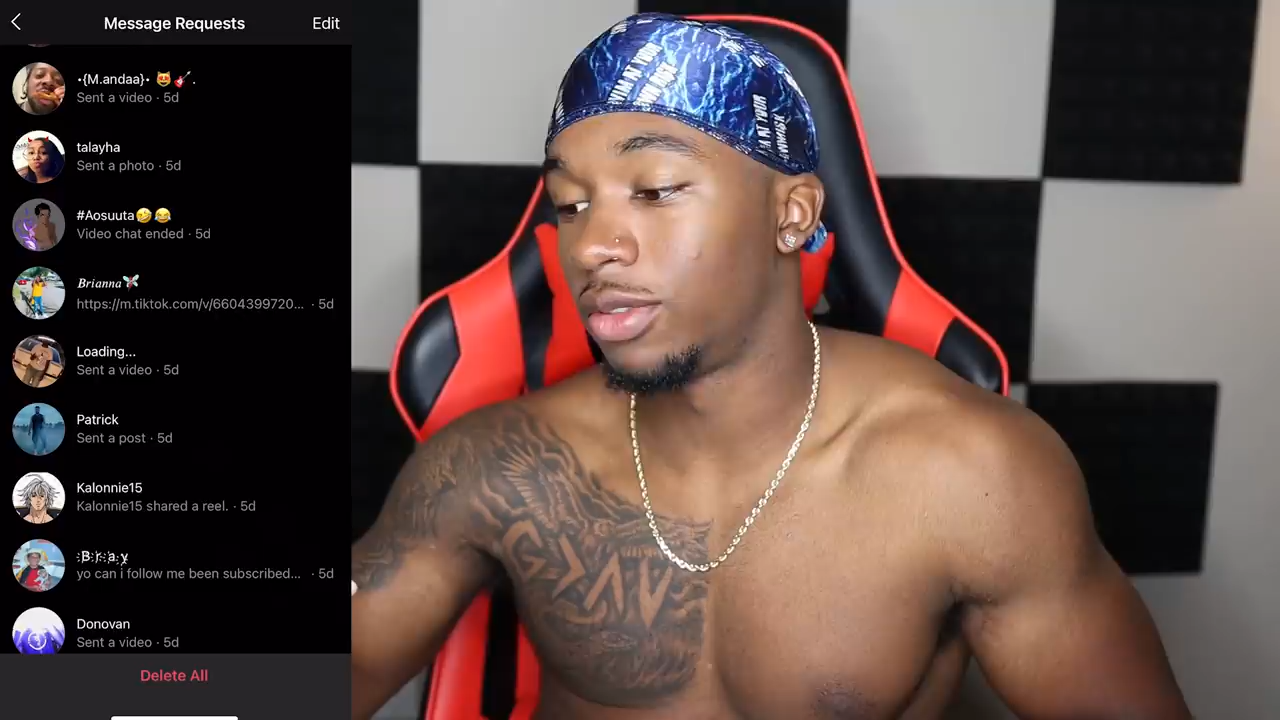 Message Requests
Edit
•{M.andaa}• 😻🎸.
Sent a video · 5d
talayha
Sent a photo · 5d
#Aosuuta🤣😂
Video chat ended · 5d
Brianna🦋
https://m.tiktok.com/v/6604399720... · 5d
Loading...
Sent a video · 5d
Patrick
Sent a post · 5d
Kalonnie15
Kalonnie15 shared a reel. · 5d
B r a y
yo can i follow me been subscribed... · 5d
Donovan
Sent a video · 5d
Delete All
G>ΛV